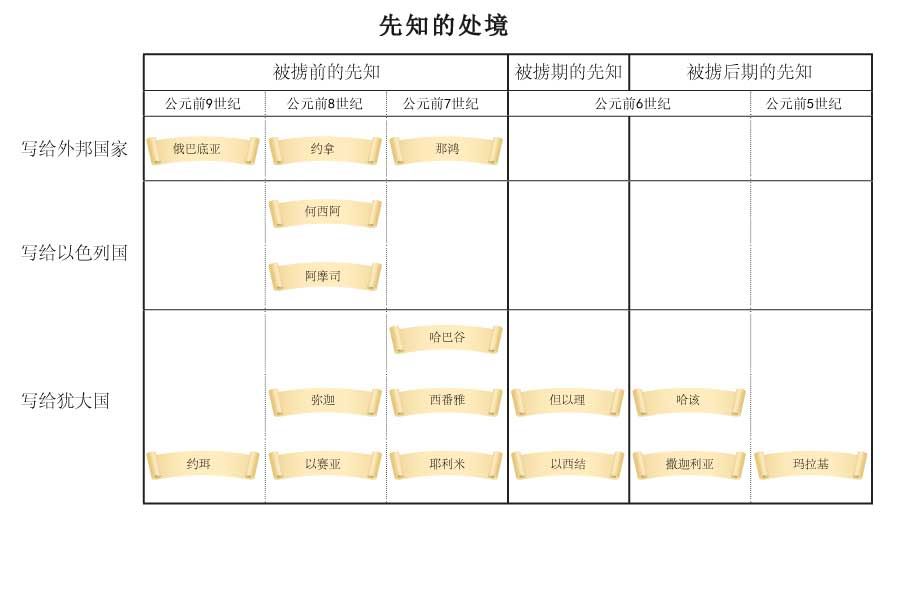 先知的处境
被掳前的先知 被掳期的先知 被掳后期的先知
公元前9世纪 公元前8世纪 公元前7世纪 公元前6世纪 公元前5世纪
写给外邦国家 俄巴底亚 约拿 那鸿
何西阿
写给以色列国
阿摩司
哈巴谷
写给犹大国 弥迦 西番雅 但以理 哈该
约珥 以赛亚 耶利米 以西结 撒迦利亚 玛拉基